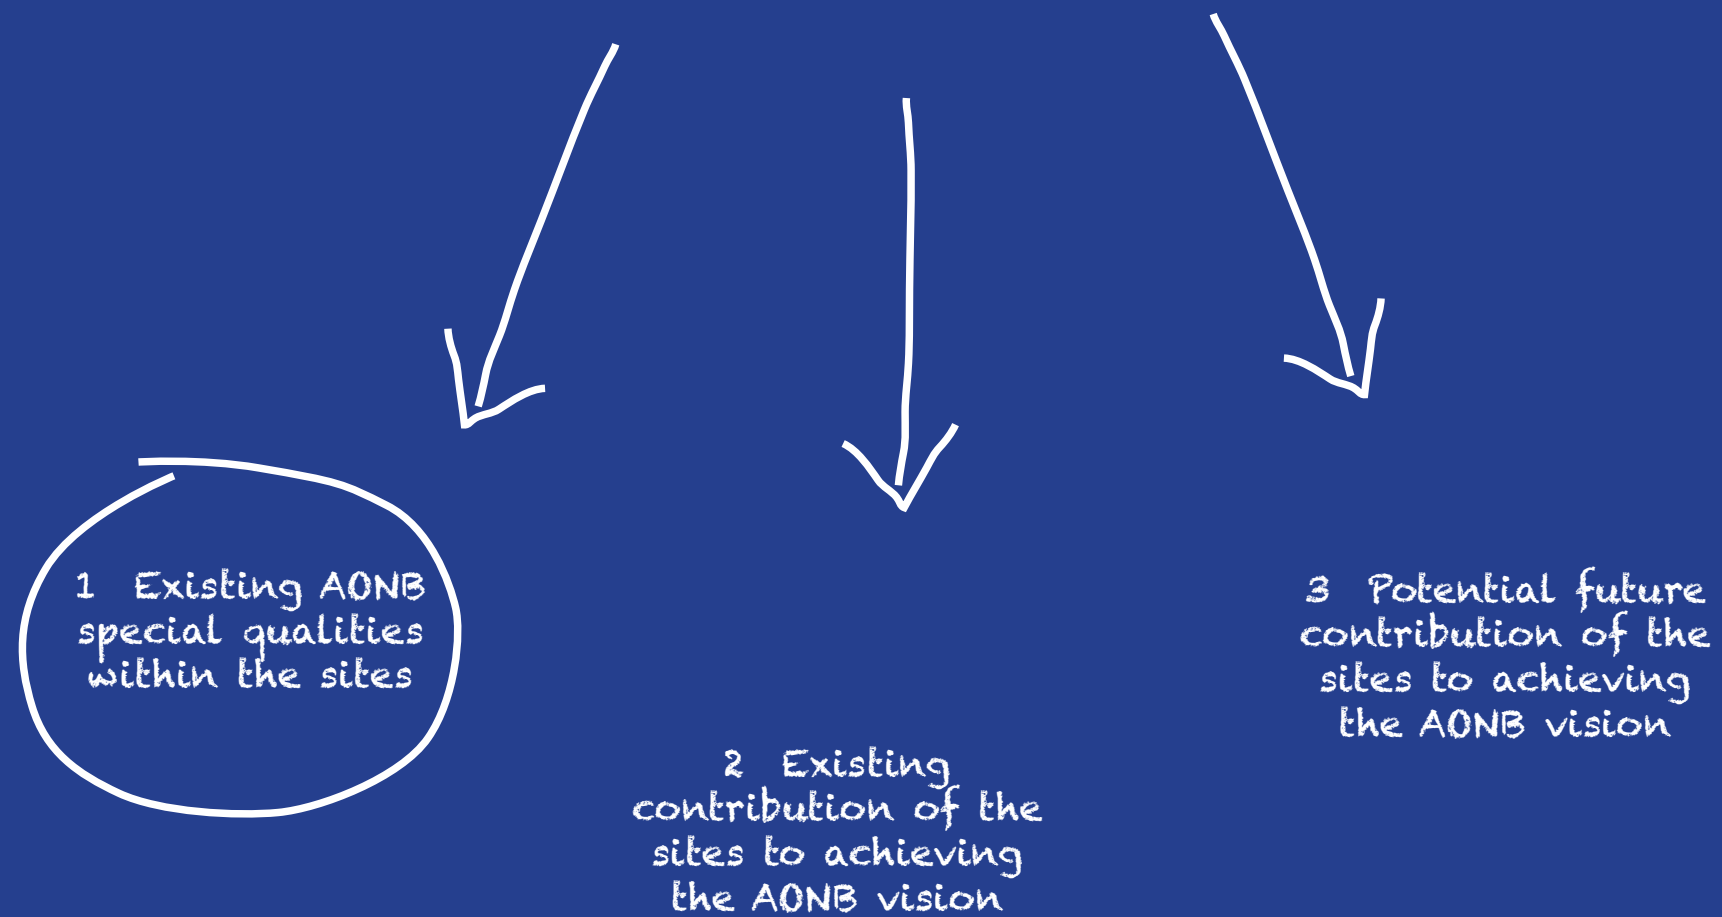 1 Existing AONB
special qualities
within the sites
2 Existing
contribution of the
sites to achieving
the AONB vision
3 Potential future
contribution of the
sites to achieving
the AONB vision